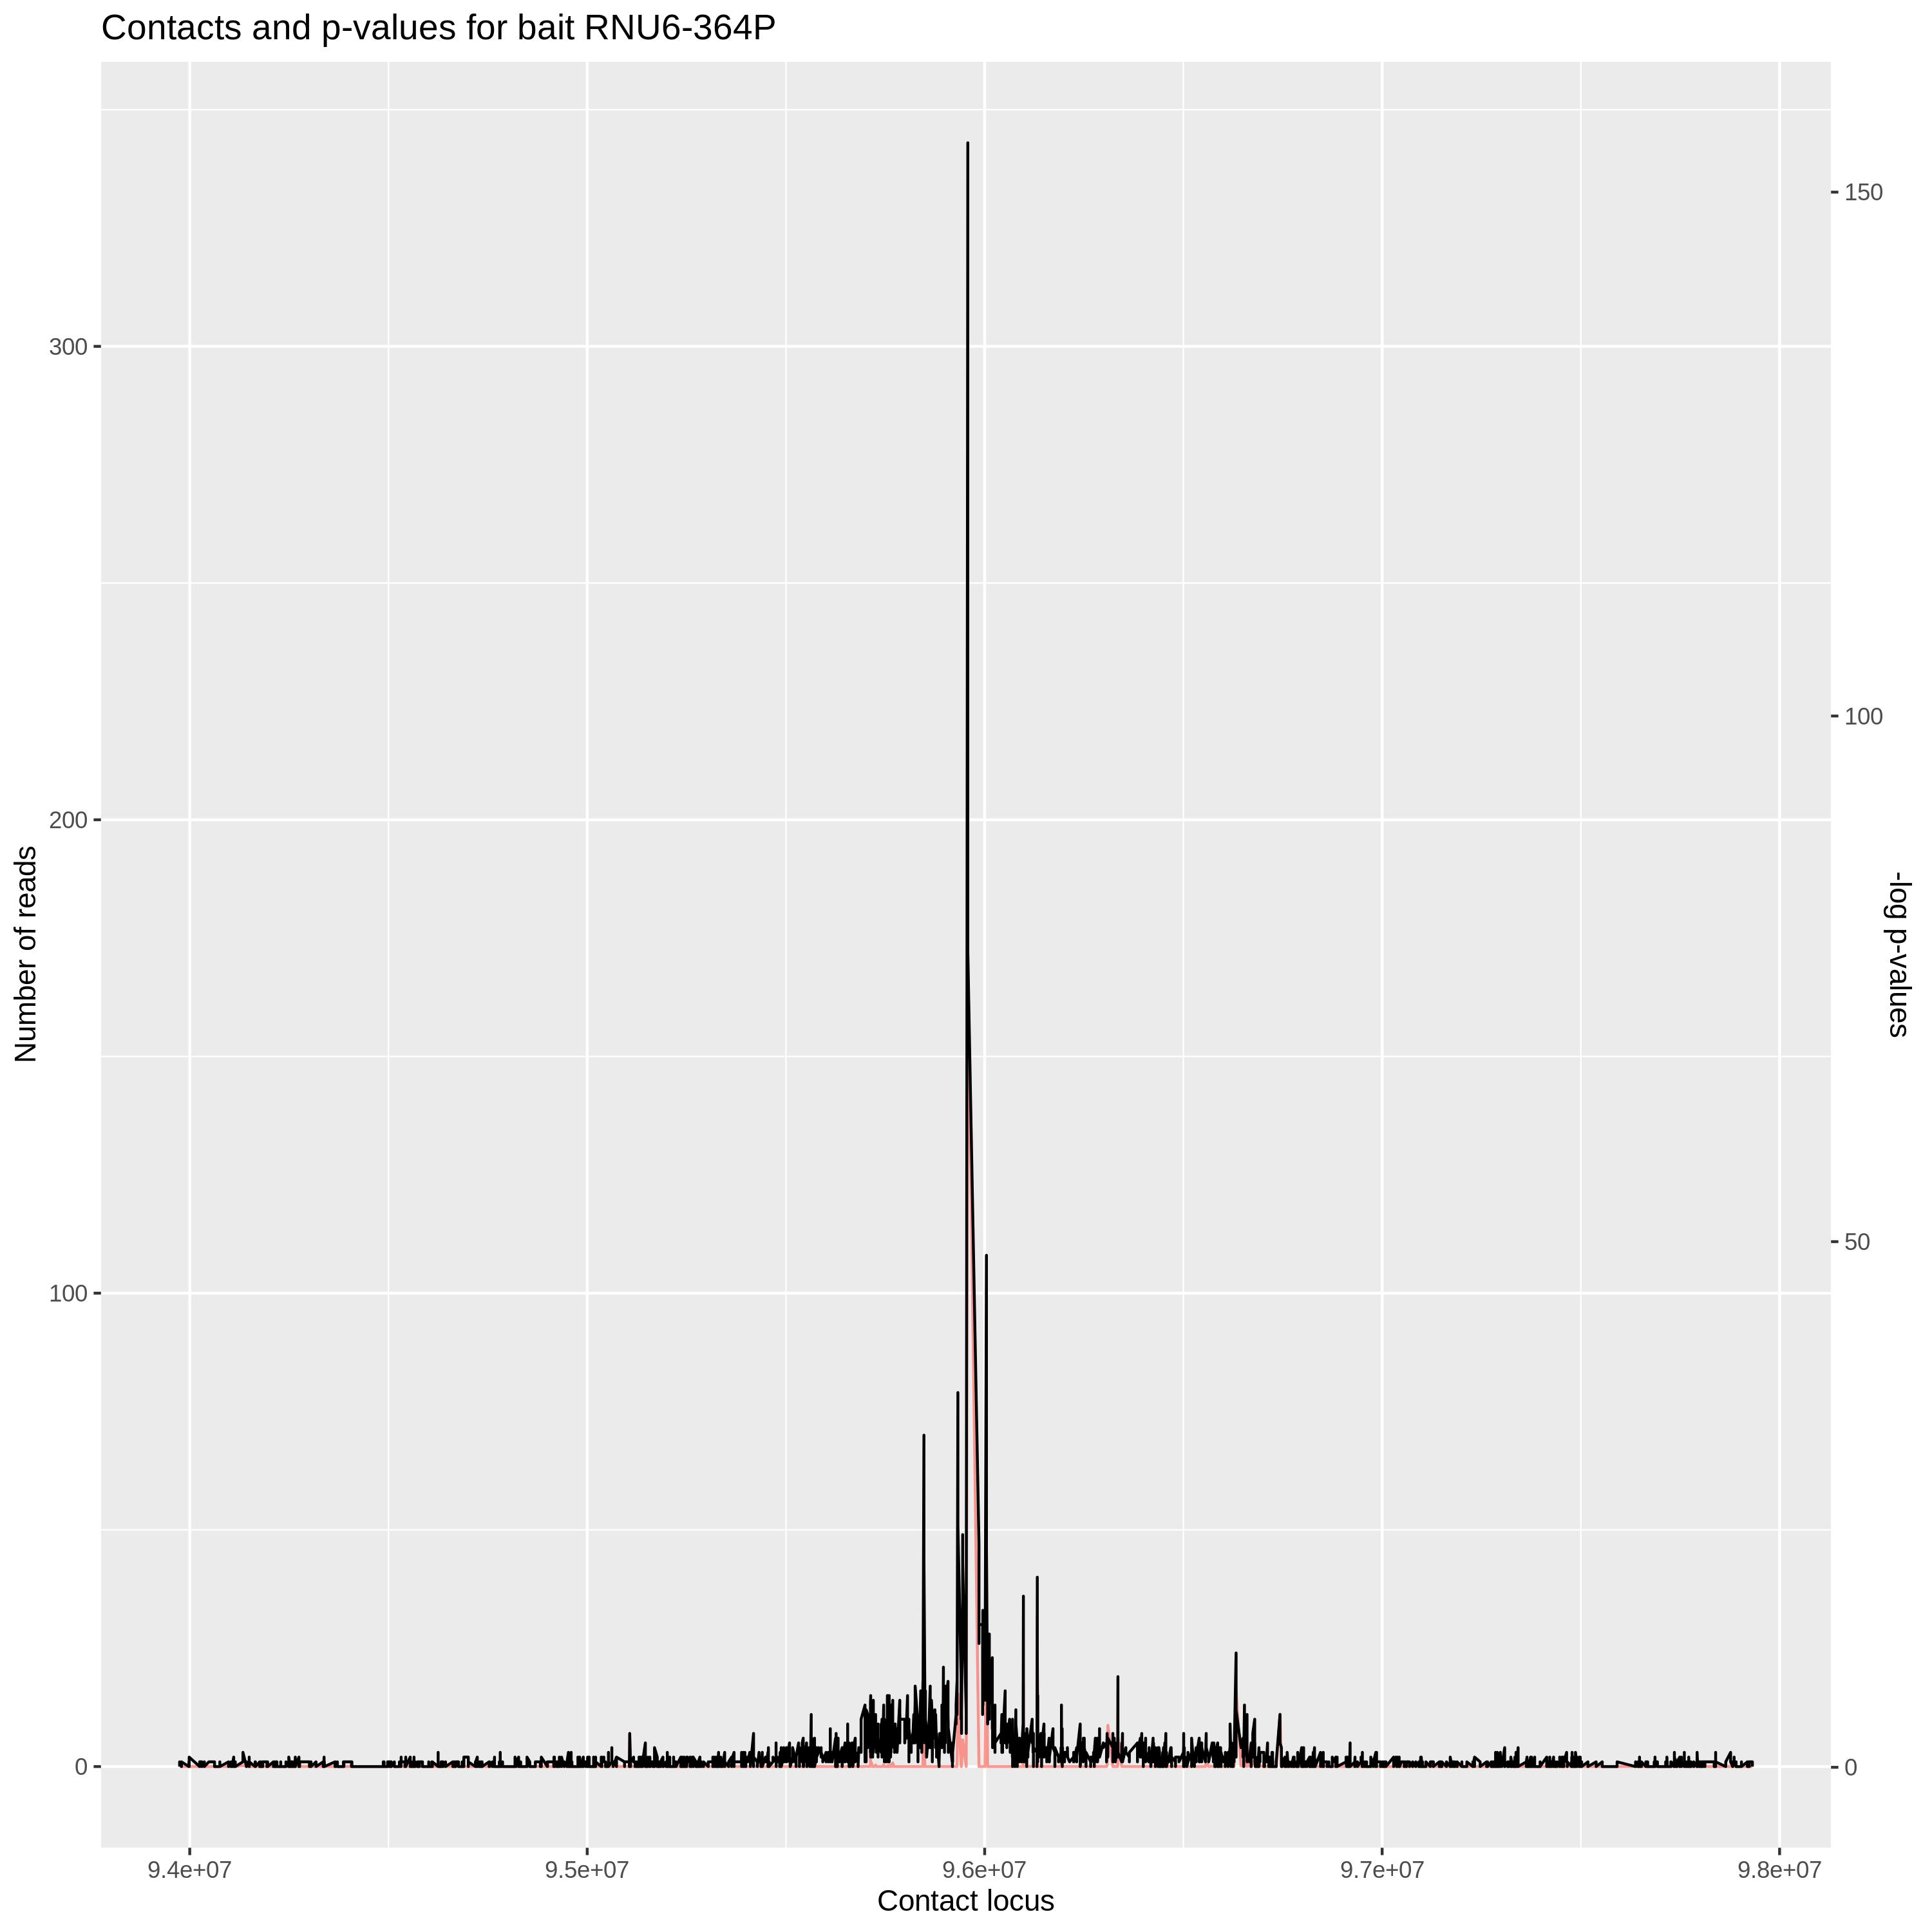 Contacts and p-values for bait RNU6-364P
Number of reads
300
200
100
0
150
100
50
0
-log p-values
9.4e+07
9.5e+07
9.6e+07
9.7e+07
9.8e+07
Contact locus